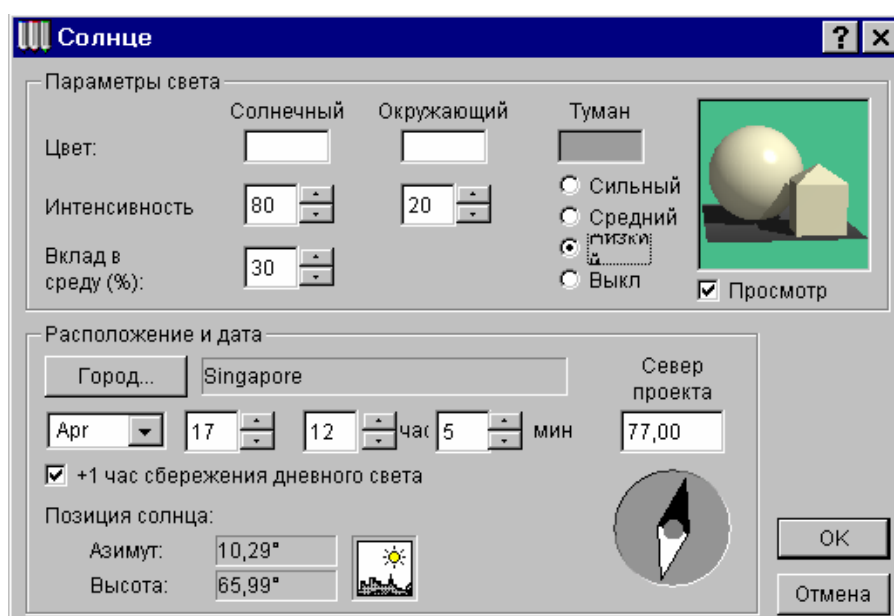 Солнце
Параметры света
Солнечный Окружающий Туман
Цвет:
Интенсивность 80 20
Сильный
Средний
Вклад в
среду (%): 30
Выкл
Просмотр
Расположение и дата
Город... Singapore
Север
проекта
Apr 17 12 час 5 мин 77,00
+1 час сбережения дневного света
Позиция солнца:
Азимут: 10,29°
Высота: 65,99°
OK
Отмена